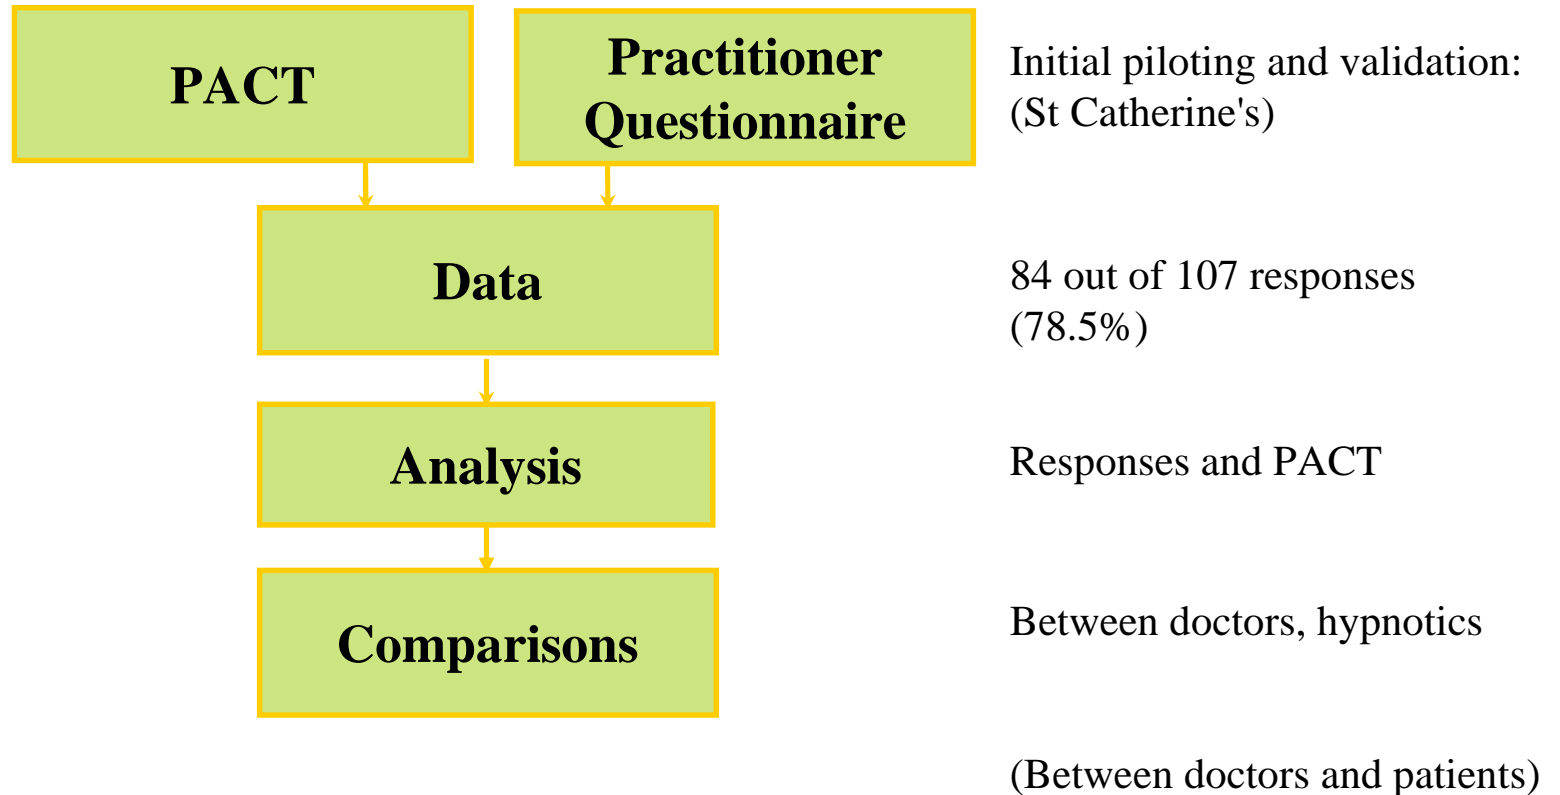 PACT
Practitioner
Questionnaire
Initial piloting and validation:
(St Catherine's)
Data
84 out of 107 responses
(78.5%)
Analysis
Responses and PACT
Comparisons
Between doctors, hypnotics
(Between doctors and patients)